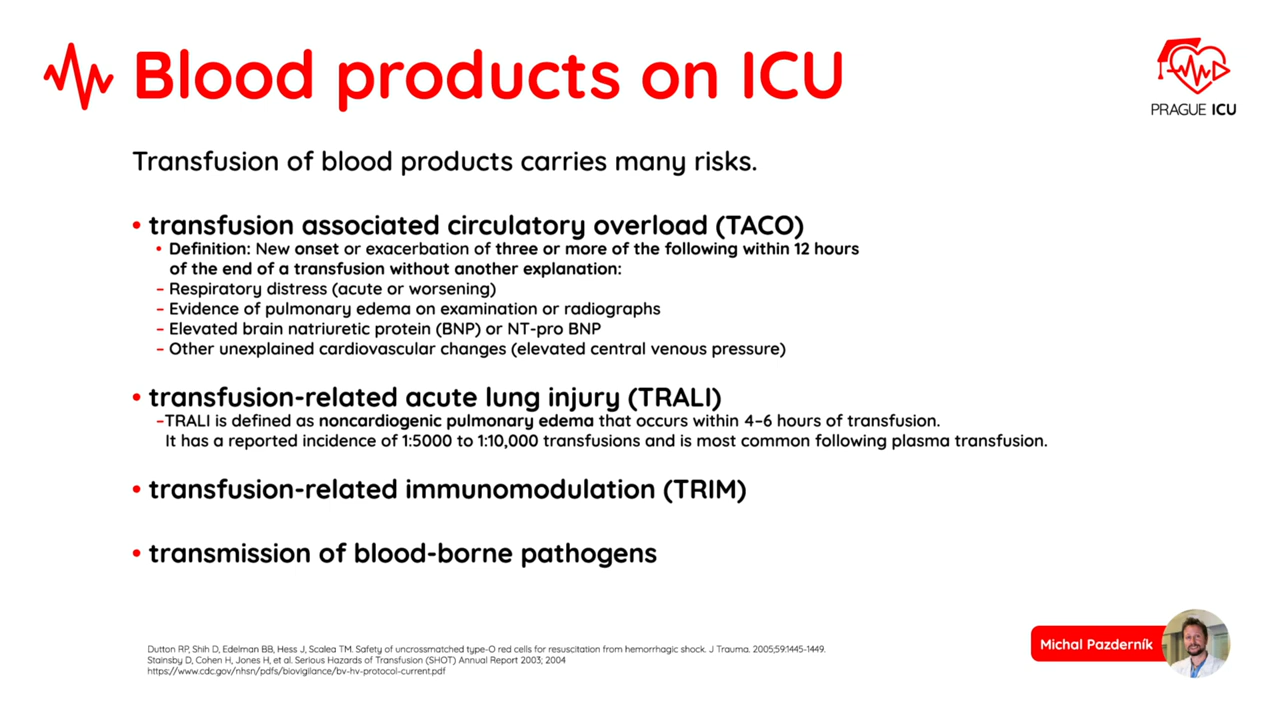 Blood products on ICU
PRAGUE ICU
Transfusion of blood products carries many risks.
• transfusion associated circulatory overload (TACO)
• Definition: New onset or exacerbation of three or more of the following within 12 hours
of the end of a transfusion without another explanation:
– Respiratory distress (acute or worsening)
– Evidence of pulmonary edema on examination or radiographs
– Elevated brain natriuretic protein (BNP) or NT-pro BNP
– Other unexplained cardiovascular changes (elevated central venous pressure)
• transfusion-related acute lung injury (TRALI)
–TRALI is defined as noncardiogenic pulmonary edema that occurs within 4–6 hours of transfusion.
It has a reported incidence of 1:5000 to 1:10,000 transfusions and is most common following plasma transfusion.
• transfusion-related immunomodulation (TRIM)
• transmission of blood-borne pathogens
Dutton RP, Shih D, Edelman BB, Hess J, Scalea TM. Safety of uncrossmatched type-O red cells for resuscitation from hemorrhagic shock. J Trauma. 2005;59:1445-1449.
Stainsby D, Cohen H, Jones H, et al. Serious Hazards of Transfusion (SHOT) Annual Report 2003; 2004
https://www.cdc.gov/nhsn/pdfs/biovigilance/bv-hv-protocol-current.pdf
Michal Pazderník